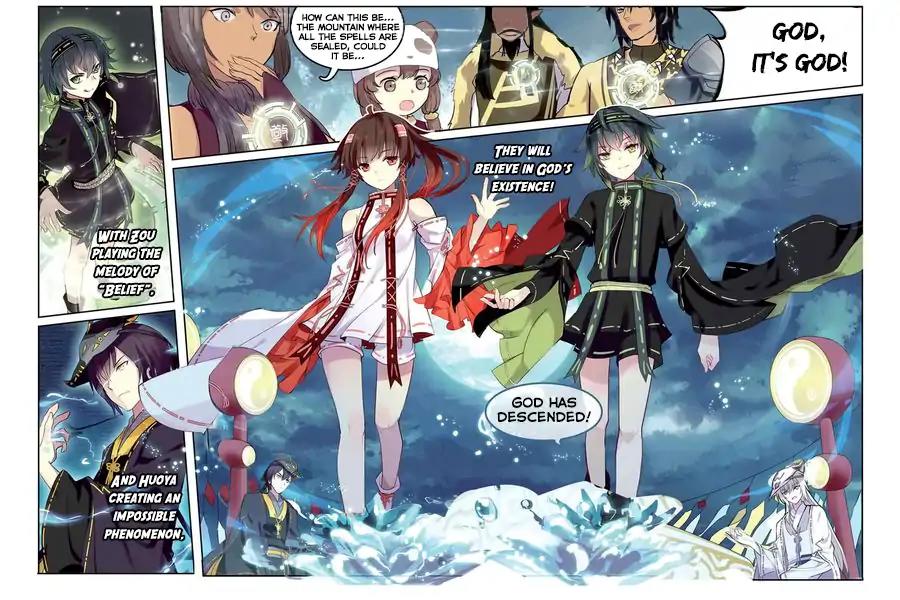 HOW CAN THIS BE...
THE MOUNTAIN WHERE
ALL THE SPELLS ARE
SEALED, COULD
IT BE...
GOD,
IT'S GOD!
WITH ZOU
PLAYING THE
MELODY OF
"BELIEF",
THEY WILL
BELIEVE IN GOD'S
EXISTENCE!
AND HUOYA
CREATING AN
IMPOSSIBLE
PHENOMENON,
GOD HAS
DESCENDED!